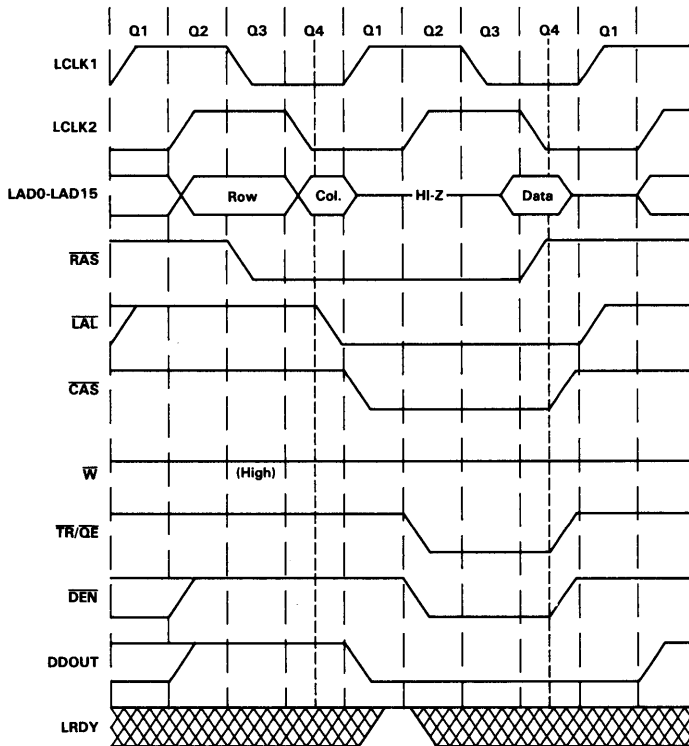 Q1 Q2 Q3 Q4 Q1 Q2 Q3 Q4 Q1
LCLK1
LCLK2
LAD0-LAD15 Row Col. HI-Z Data
RAS
LAL
CAS
W (High)
TR/QE
DEN
DDOUT
LRDY